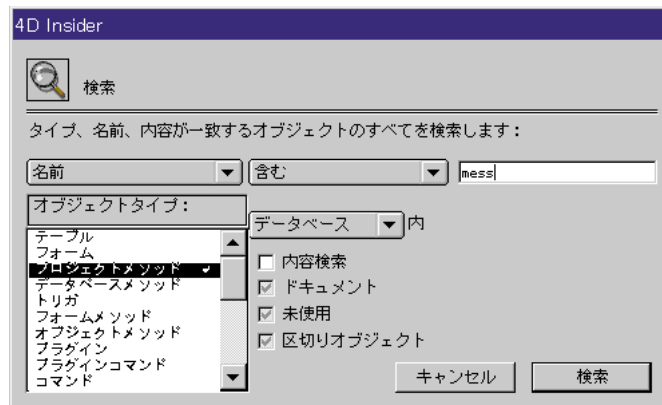 4D Insider
検索
タイプ、名前、内容が一致するオブジェクトのすべてを検索します:
名前 含む mess
オブジェクトタイプ:
データベース 内
テーブル
フォーム
プロジェクトメソッド
データベースメソッド
トリガ
フォームメソッド
オブジェクトメソッド
プラグイン
プラグインコマンド
コマンド
内容検索
ドキュメント
未使用
区切りオブジェクト
キャンセル 検索